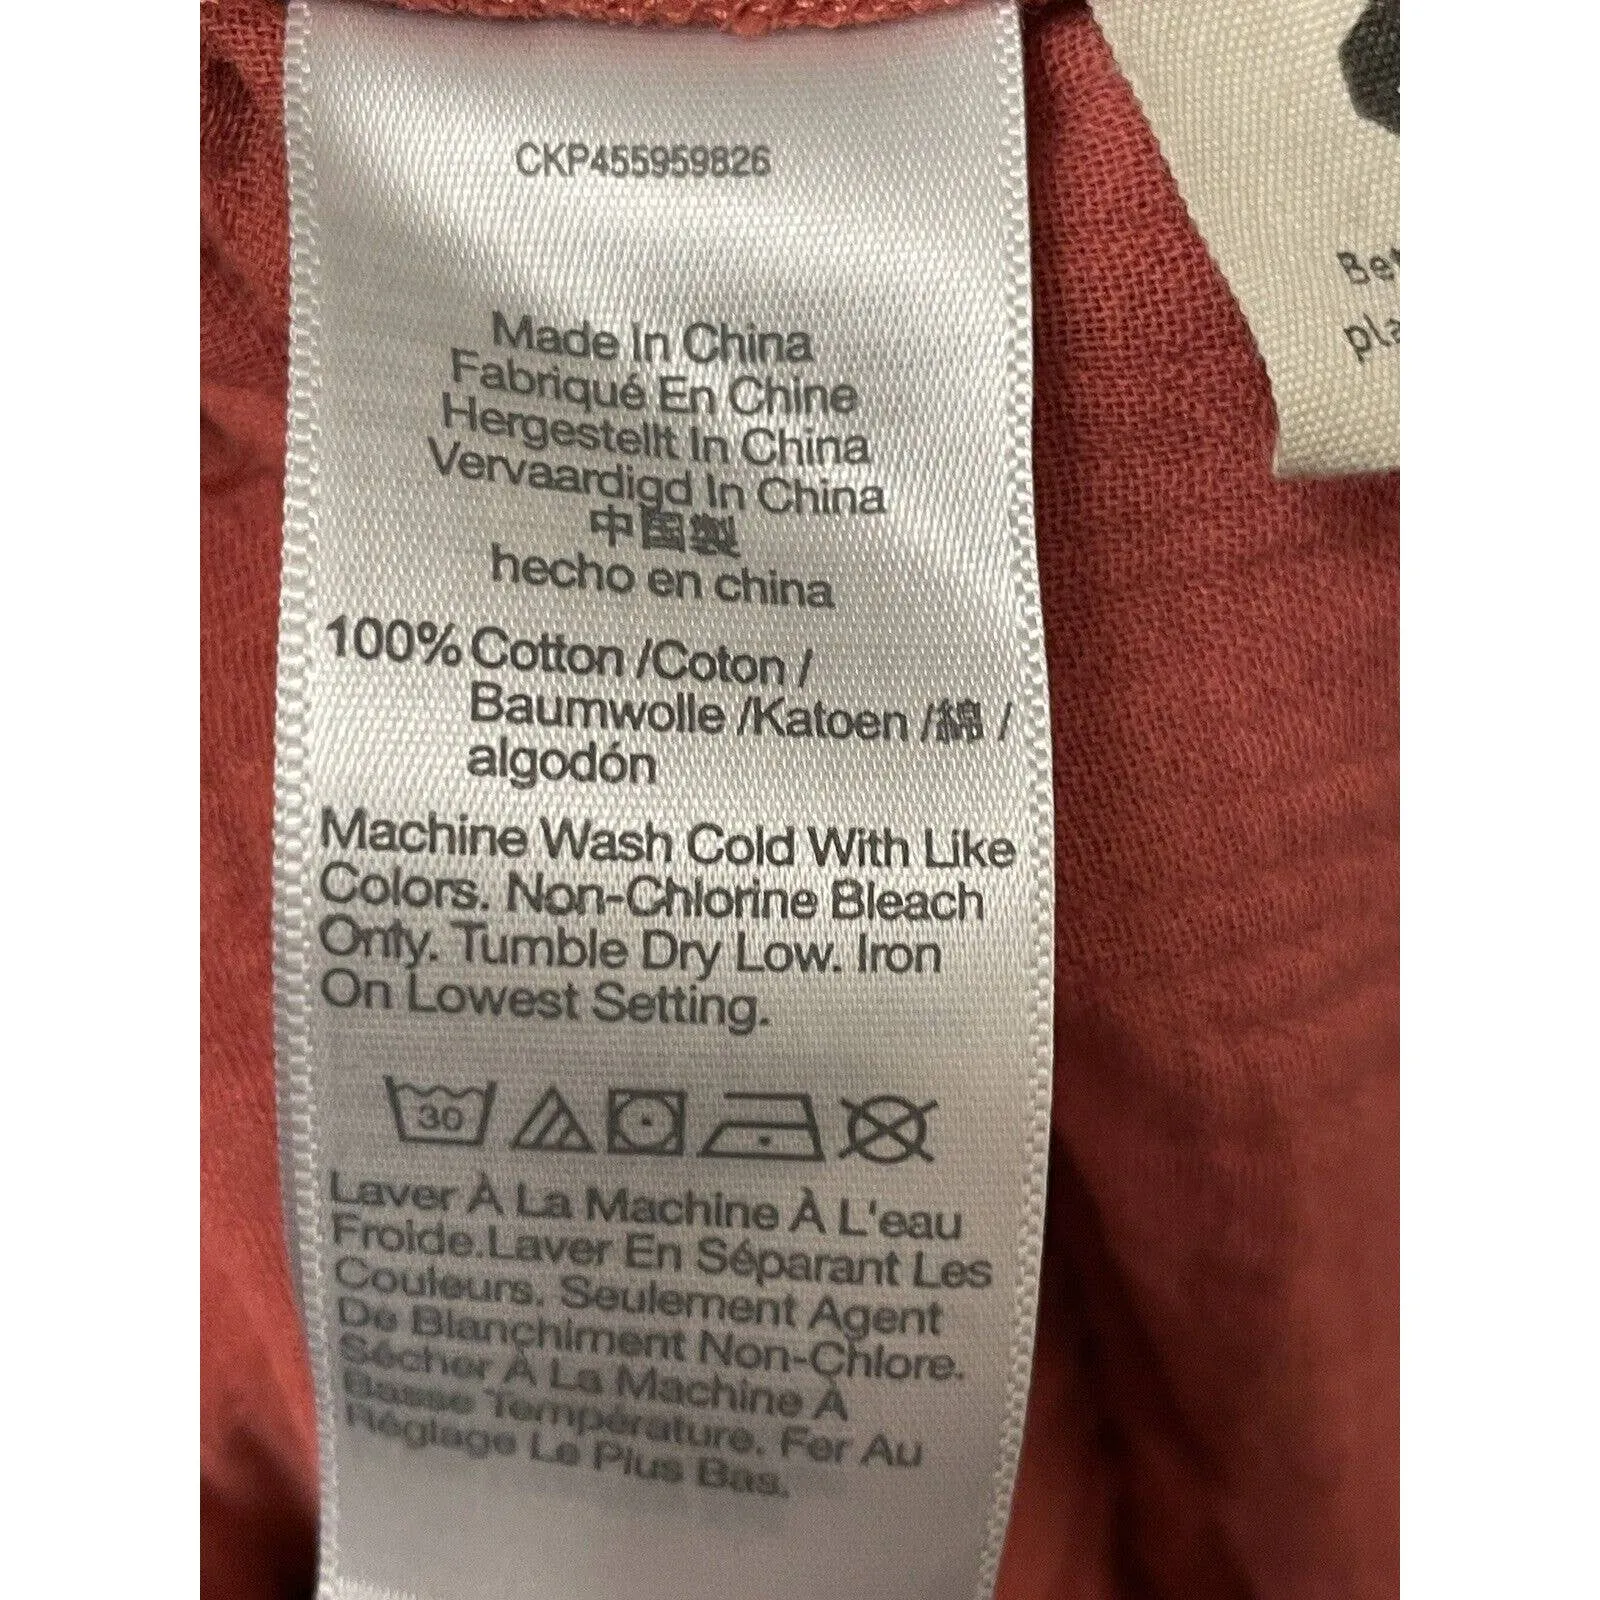 CKP455959826
Made In China
Fabriqué En Chine
Hergestellt In China
Vervaardigd In China
中国製
hecho en china
100% Cotton /Coton /
Baumwolle /Katoen /綿 /
algodón
Machine Wash Cold With Like
Colors. Non-Chlorine Bleach
Only. Tumble Dry Low. Iron
On Lowest Setting.
30
Laver À La Machine À L'eau
Froide.Laver En Séparant Les
Couleurs. Seulement Agent
De Blanchiment Non-Chlore.
Sécher À La Machine À
Basse Température. Fer Au
Réglage Le Plus Bas.